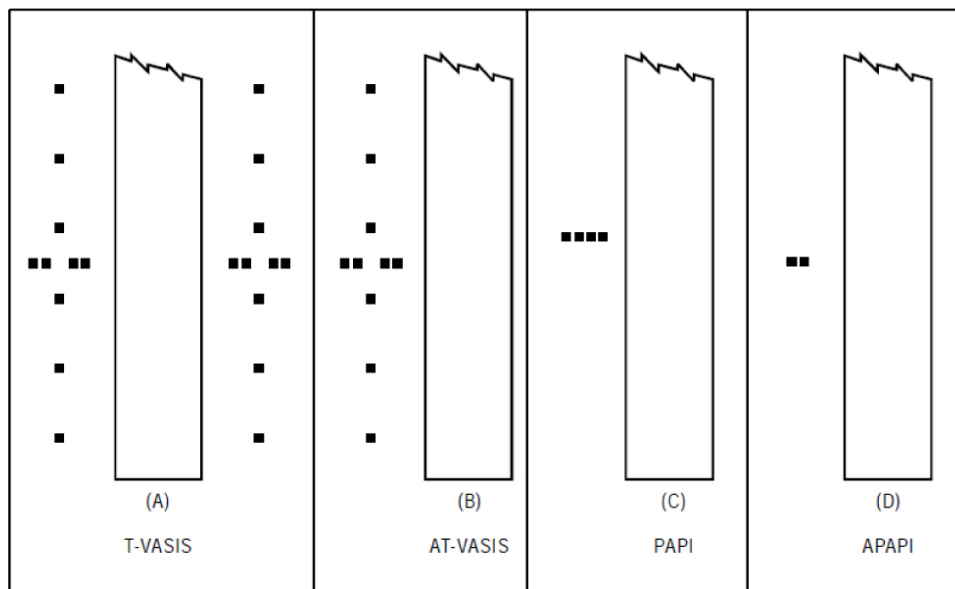 (A)
T-VASIS
(B)
AT-VASIS
(C)
PAPI
(D)
APAPI